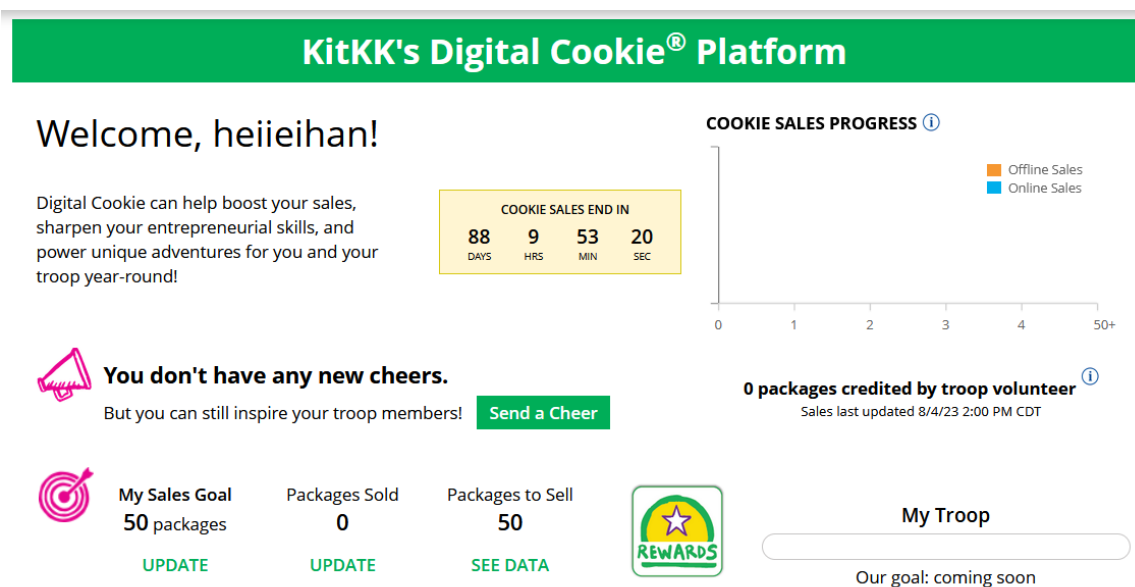 KitKK's Digital Cookie® Platform
Welcome, heiieihan!
Digital Cookie can help boost your sales,
sharpen your entrepreneurial skills, and
power unique adventures for you and your
troop year-round!
COOKIE SALES END IN
88 9 53 20
DAYS HRS MIN SEC
COOKIE SALES PROGRESS i
Offline Sales
Online Sales
0 1 2 3 4 50+
You don't have any new cheers.
But you can still inspire your troop members! Send a Cheer
0 packages credited by troop volunteer i
Sales last updated 8/4/23 2:00 PM CDT
My Sales Goal Packages Sold Packages to Sell
50 packages 0 50
UPDATE UPDATE SEE DATA
REWARDS
My Troop
Our goal: coming soon